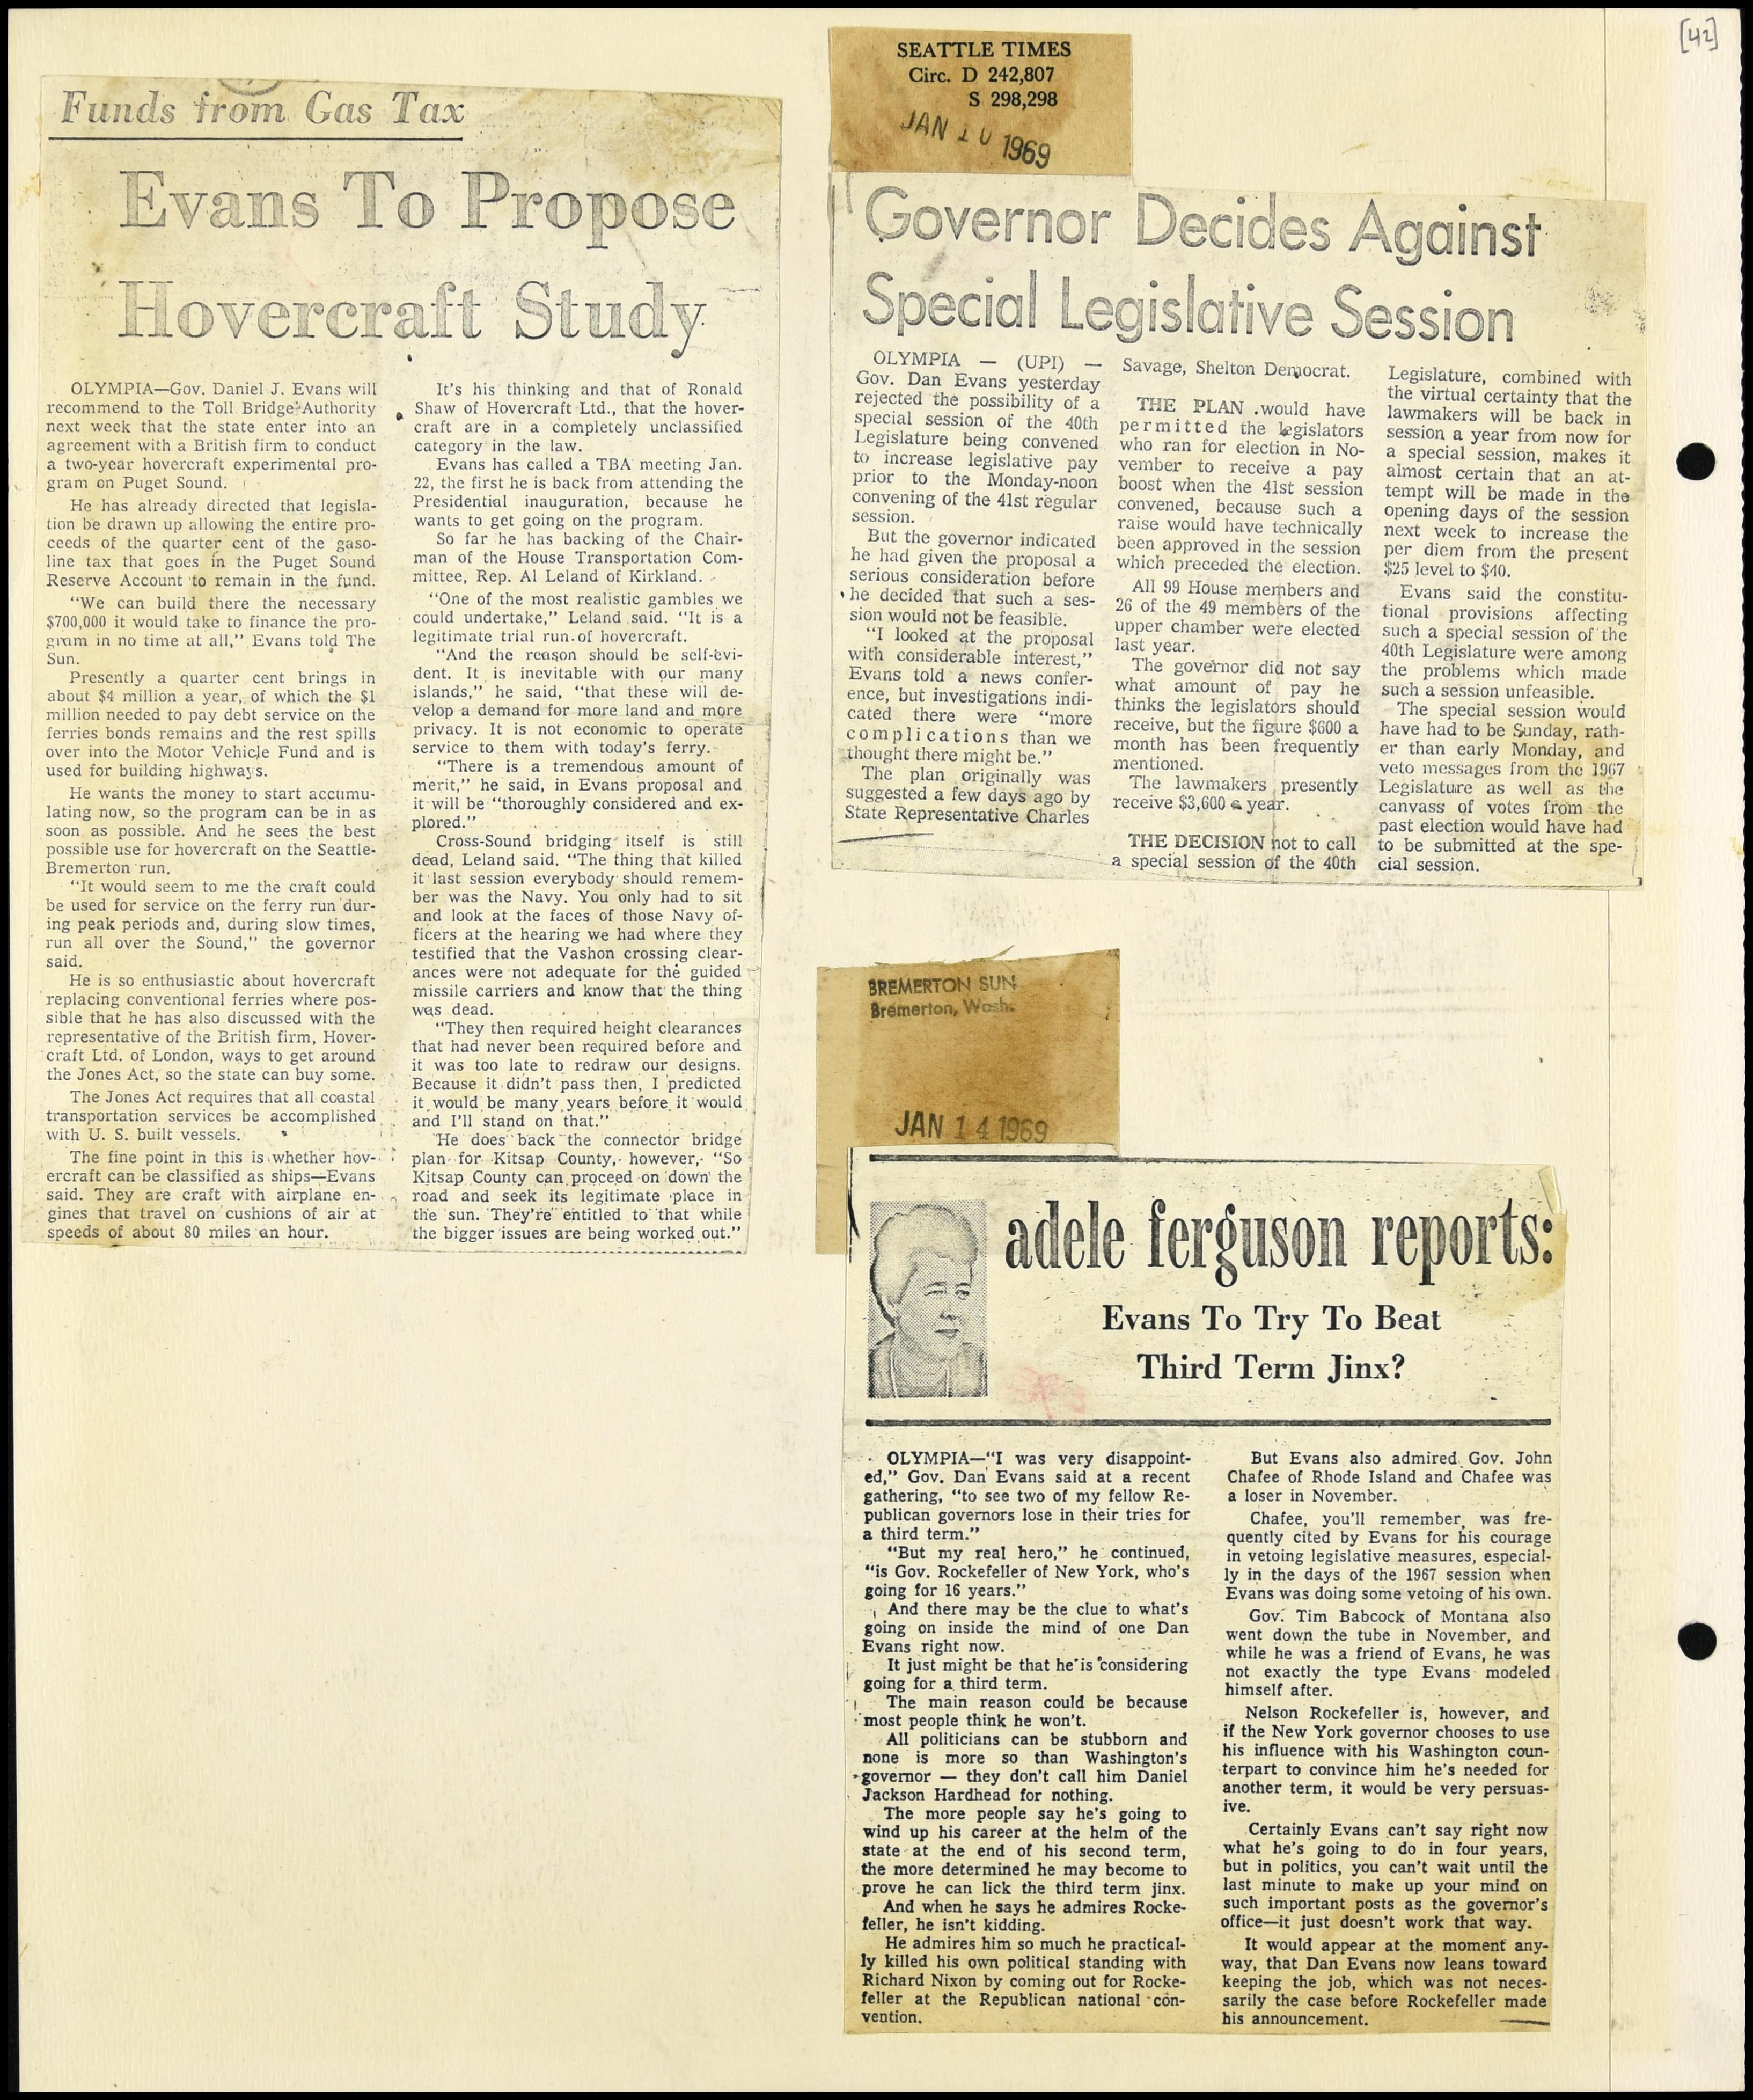 [42]
Funds from Gas Tax
Evans To Propose
Hovercraft Study
OLYMPIA—Gov. Daniel J. Evans will
recommend to the Toll Bridge Authority
next week that the state enter into an
agreement with a British firm to conduct
a two-year hovercraft experimental pro-
gram on Puget Sound.
He has already directed that legisla-
tion be drawn up allowing the entire pro-
ceeds of the quarter cent of the gaso-
line tax that goes in the Puget Sound
Reserve Account to remain in the fund.
"We can build there the necessary
$700,000 it would take to finance the pro-
gram in no time at all," Evans told The
Sun.
Presently a quarter cent brings in
about $4 million a year, of which the $1
million needed to pay debt service on the
ferries bonds remains and the rest spills
over into the Motor Vehicle Fund and is
used for building highways.
He wants the money to start accumu-
lating now, so the program can be in as
soon as possible. And he sees the best
possible use for hovercraft on the Seattle-
Bremerton run.
"It would seem to me the craft could
be used for service on the ferry run dur-
ing peak periods and, during slow times,
run all over the Sound," the governor
said.
He is so enthusiastic about hovercraft
replacing conventional ferries where pos-
sible that he has also discussed with the
representative of the British firm, Hover-
craft Ltd. of London, ways to get around
the Jones Act, so the state can buy some.
The Jones Act requires that all coastal
transportation services be accomplished
with U. S. built vessels.
The fine point in this is whether hov-
ercraft can be classified as ships—Evans
said. They are craft with airplane en-
gines that travel on cushions of air at
speeds of about 80 miles an hour.
It's his thinking and that of Ronald
Shaw of Hovercraft Ltd., that the hover-
craft are in a completely unclassified
category in the law.
Evans has called a TBA meeting Jan.
22, the first he is back from attending the
Presidential inauguration, because he
wants to get going on the program.
So far he has backing of the Chair-
man of the House Transportation Com-
mittee, Rep. Al Leland of Kirkland.
"One of the most realistic gambles we
could undertake," Leland said. "It is a
legitimate trial run of hovercraft.
"And the reason should be self-evi-
dent. It is inevitable with our many
islands," he said, "that these will de-
velop a demand for more land and more
privacy. It is not economic to operate
service to them with today's ferry.
"There is a tremendous amount of
merit," he said, in Evans proposal and
it will be "thoroughly considered and ex-
plored."
Cross-Sound bridging itself is still
dead, Leland said. "The thing that killed
it last session everybody should remem-
ber was the Navy. You only had to sit
and look at the faces of those Navy of-
ficers at the hearing we had where they
testified that the Vashon crossing clear-
ances were not adequate for the guided
missile carriers and know that the thing
was dead.
"They then required height clearances
that had never been required before and
it was too late to redraw our designs.
Because it didn't pass then, I predicted
it would be many years before it would
and I'll stand on that."
He does back the connector bridge
plan for Kitsap County, however, "So
Kitsap County can proceed on down the
road and seek its legitimate place in
the sun. They're entitled to that while
the bigger issues are being worked out."
SEATTLE TIMES
Circ. D 242,807
S 298,298
JAN 10 1969
Governor Decides Against
Special Legislative Session
OLYMPIA — (UPI) —
Gov. Dan Evans yesterday
rejected the possibility of a
special session of the 40th
Legislature being convened
to increase legislative pay
prior to the Monday-noon
convening of the 41st regular
session.
But the governor indicated
he had given the proposal a
serious consideration before
he decided that such a ses-
sion would not be feasible.
"I looked at the proposal
with considerable interest,"
Evans told a news confer-
ence, but investigations indi-
cated there were "more
complications than we
thought there might be."
The plan originally was
suggested a few days ago by
State Representative Charles
Savage, Shelton Democrat.
THE PLAN would have
permitted the legislators
who ran for election in No-
vember to receive a pay
boost when the 41st session
convened, because such a
raise would have technically
been approved in the session
which preceded the election.
All 99 House members and
26 of the 49 members of the
upper chamber were elected
last year.
The governor did not say
what amount of pay he
thinks the legislators should
receive, but the figure $600 a
month has been frequently
mentioned.
The lawmakers presently
receive $3,600 a year.
THE DECISION not to call
a special session of the 40th
Legislature, combined with
the virtual certainty that the
lawmakers will be back in
session a year from now for
a special session, makes it
almost certain that an at-
tempt will be made in the
opening days of the session
next week to increase the
per diem from the present
$25 level to $40.
Evans said the constitu-
tional provisions affecting
such a special session of the
40th Legislature were among
the problems which made
such a session unfeasible.
The special session would
have had to be Sunday, rath-
er than early Monday, and
veto messages from the 1967
Legislature as well as the
canvass of votes from the
past election would have had
to be submitted at the spe-
cial session.
BREMERTON SUN
Bremerton, Wash.
JAN 14 1969
adele ferguson reports:
Evans To Try To Beat
Third Term Jinx?
OLYMPIA—"I was very disappoint-
ed," Gov. Dan Evans said at a recent
gathering, "to see two of my fellow Re-
publican governors lose in their tries for
a third term."
"But my real hero," he continued,
"is Gov. Rockefeller of New York, who's
going for 16 years."
And there may be the clue to what's
going on inside the mind of one Dan
Evans right now.
It just might be that he is considering
going for a third term.
The main reason could be because
most people think he won't.
All politicians can be stubborn and
none is more so than Washington's
governor — they don't call him Daniel
Jackson Hardhead for nothing.
The more people say he's going to
wind up his career at the helm of the
state at the end of his second term,
the more determined he may become to
prove he can lick the third term jinx.
And when he says he admires Rocke-
feller, he isn't kidding.
He admires him so much he practical-
ly killed his own political standing with
Richard Nixon by coming out for Rocke-
feller at the Republican national con-
vention.
But Evans also admired Gov. John
Chafee of Rhode Island and Chafee was
a loser in November.
Chafee, you'll remember, was fre-
quently cited by Evans for his courage
in vetoing legislative measures, especial-
ly in the days of the 1967 session when
Evans was doing some vetoing of his own.
Gov. Tim Babcock of Montana also
went down the tube in November, and
while he was a friend of Evans, he was
not exactly the type Evans modeled
himself after.
Nelson Rockefeller is, however, and
if the New York governor chooses to use
his influence with his Washington coun-
terpart to convince him he's needed for
another term, it would be very persuas-
ive.
Certainly Evans can't say right now
what he's going to do in four years,
but in politics, you can't wait until the
last minute to make up your mind on
such important posts as the governor's
office—it just doesn't work that way.
It would appear at the moment any-
way, that Dan Evans now leans toward
keeping the job, which was not neces-
sarily the case before Rockefeller made
his announcement.